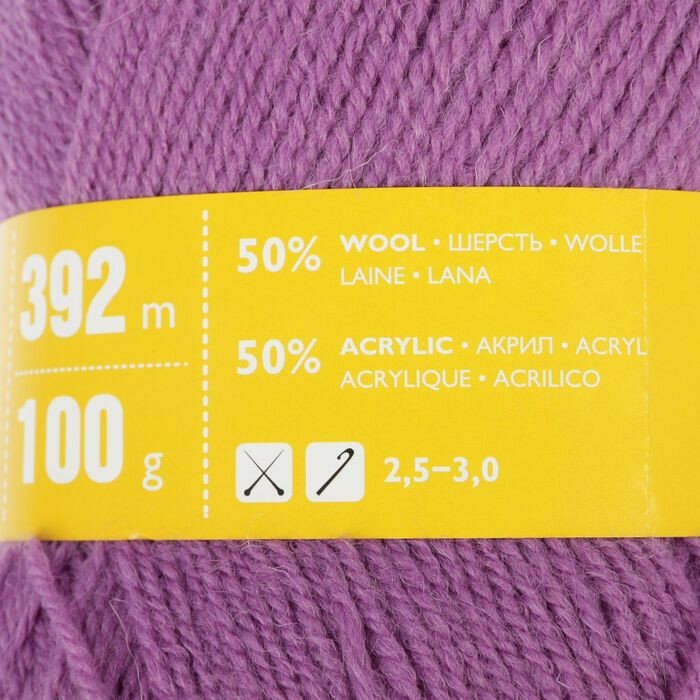 392 m
100 g
50% WOOL • ШЕРСТЬ • WOLLE
LAINE • LANA
50% ACRYLIC • АКРИЛ • ACRYL
ACRYLIQUE • ACRILICO
2,5–3,0